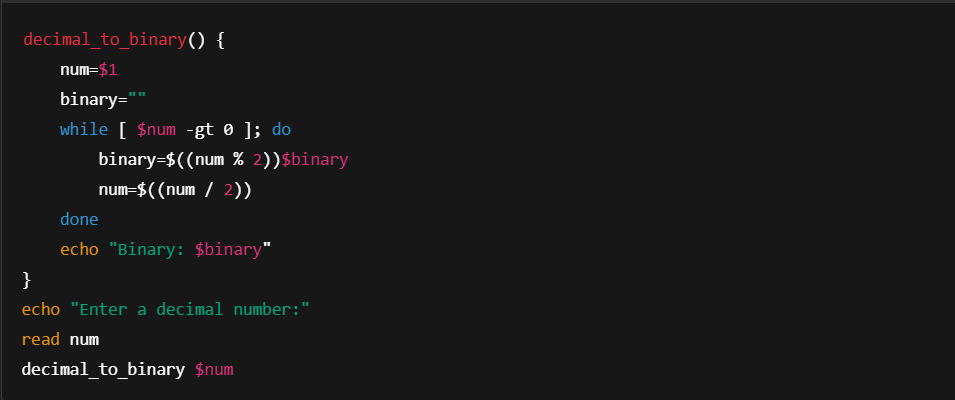 decimal_to_binary() {
    num=$1
    binary=""
    while [ $num -gt 0 ]; do
        binary=$((num % 2))$binary
        num=$((num / 2))
    done
    echo "Binary: $binary"
}
echo "Enter a decimal number:"
read num
decimal_to_binary $num